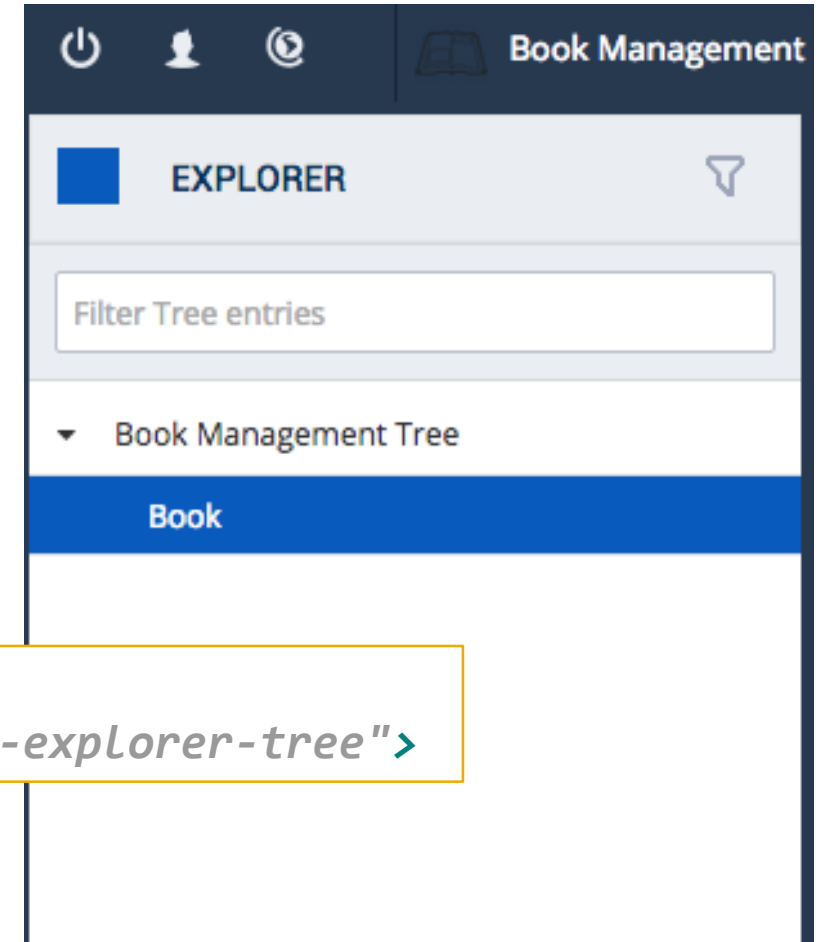 Book Management
EXPLORER
Filter Tree entries
Book Management Tree
Book
-explorer-tree">